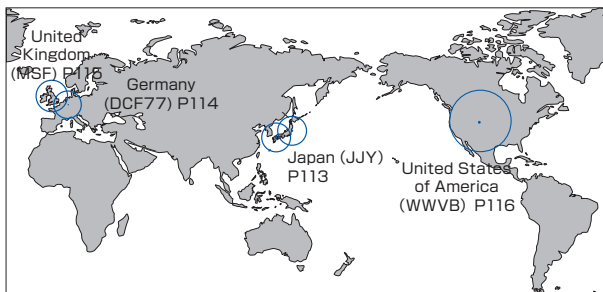 United
Kingdom
(MSF) P115
Germany
(DCF77) P114
Japan (JJY)
P113
United States
of America
(WWVB) P116